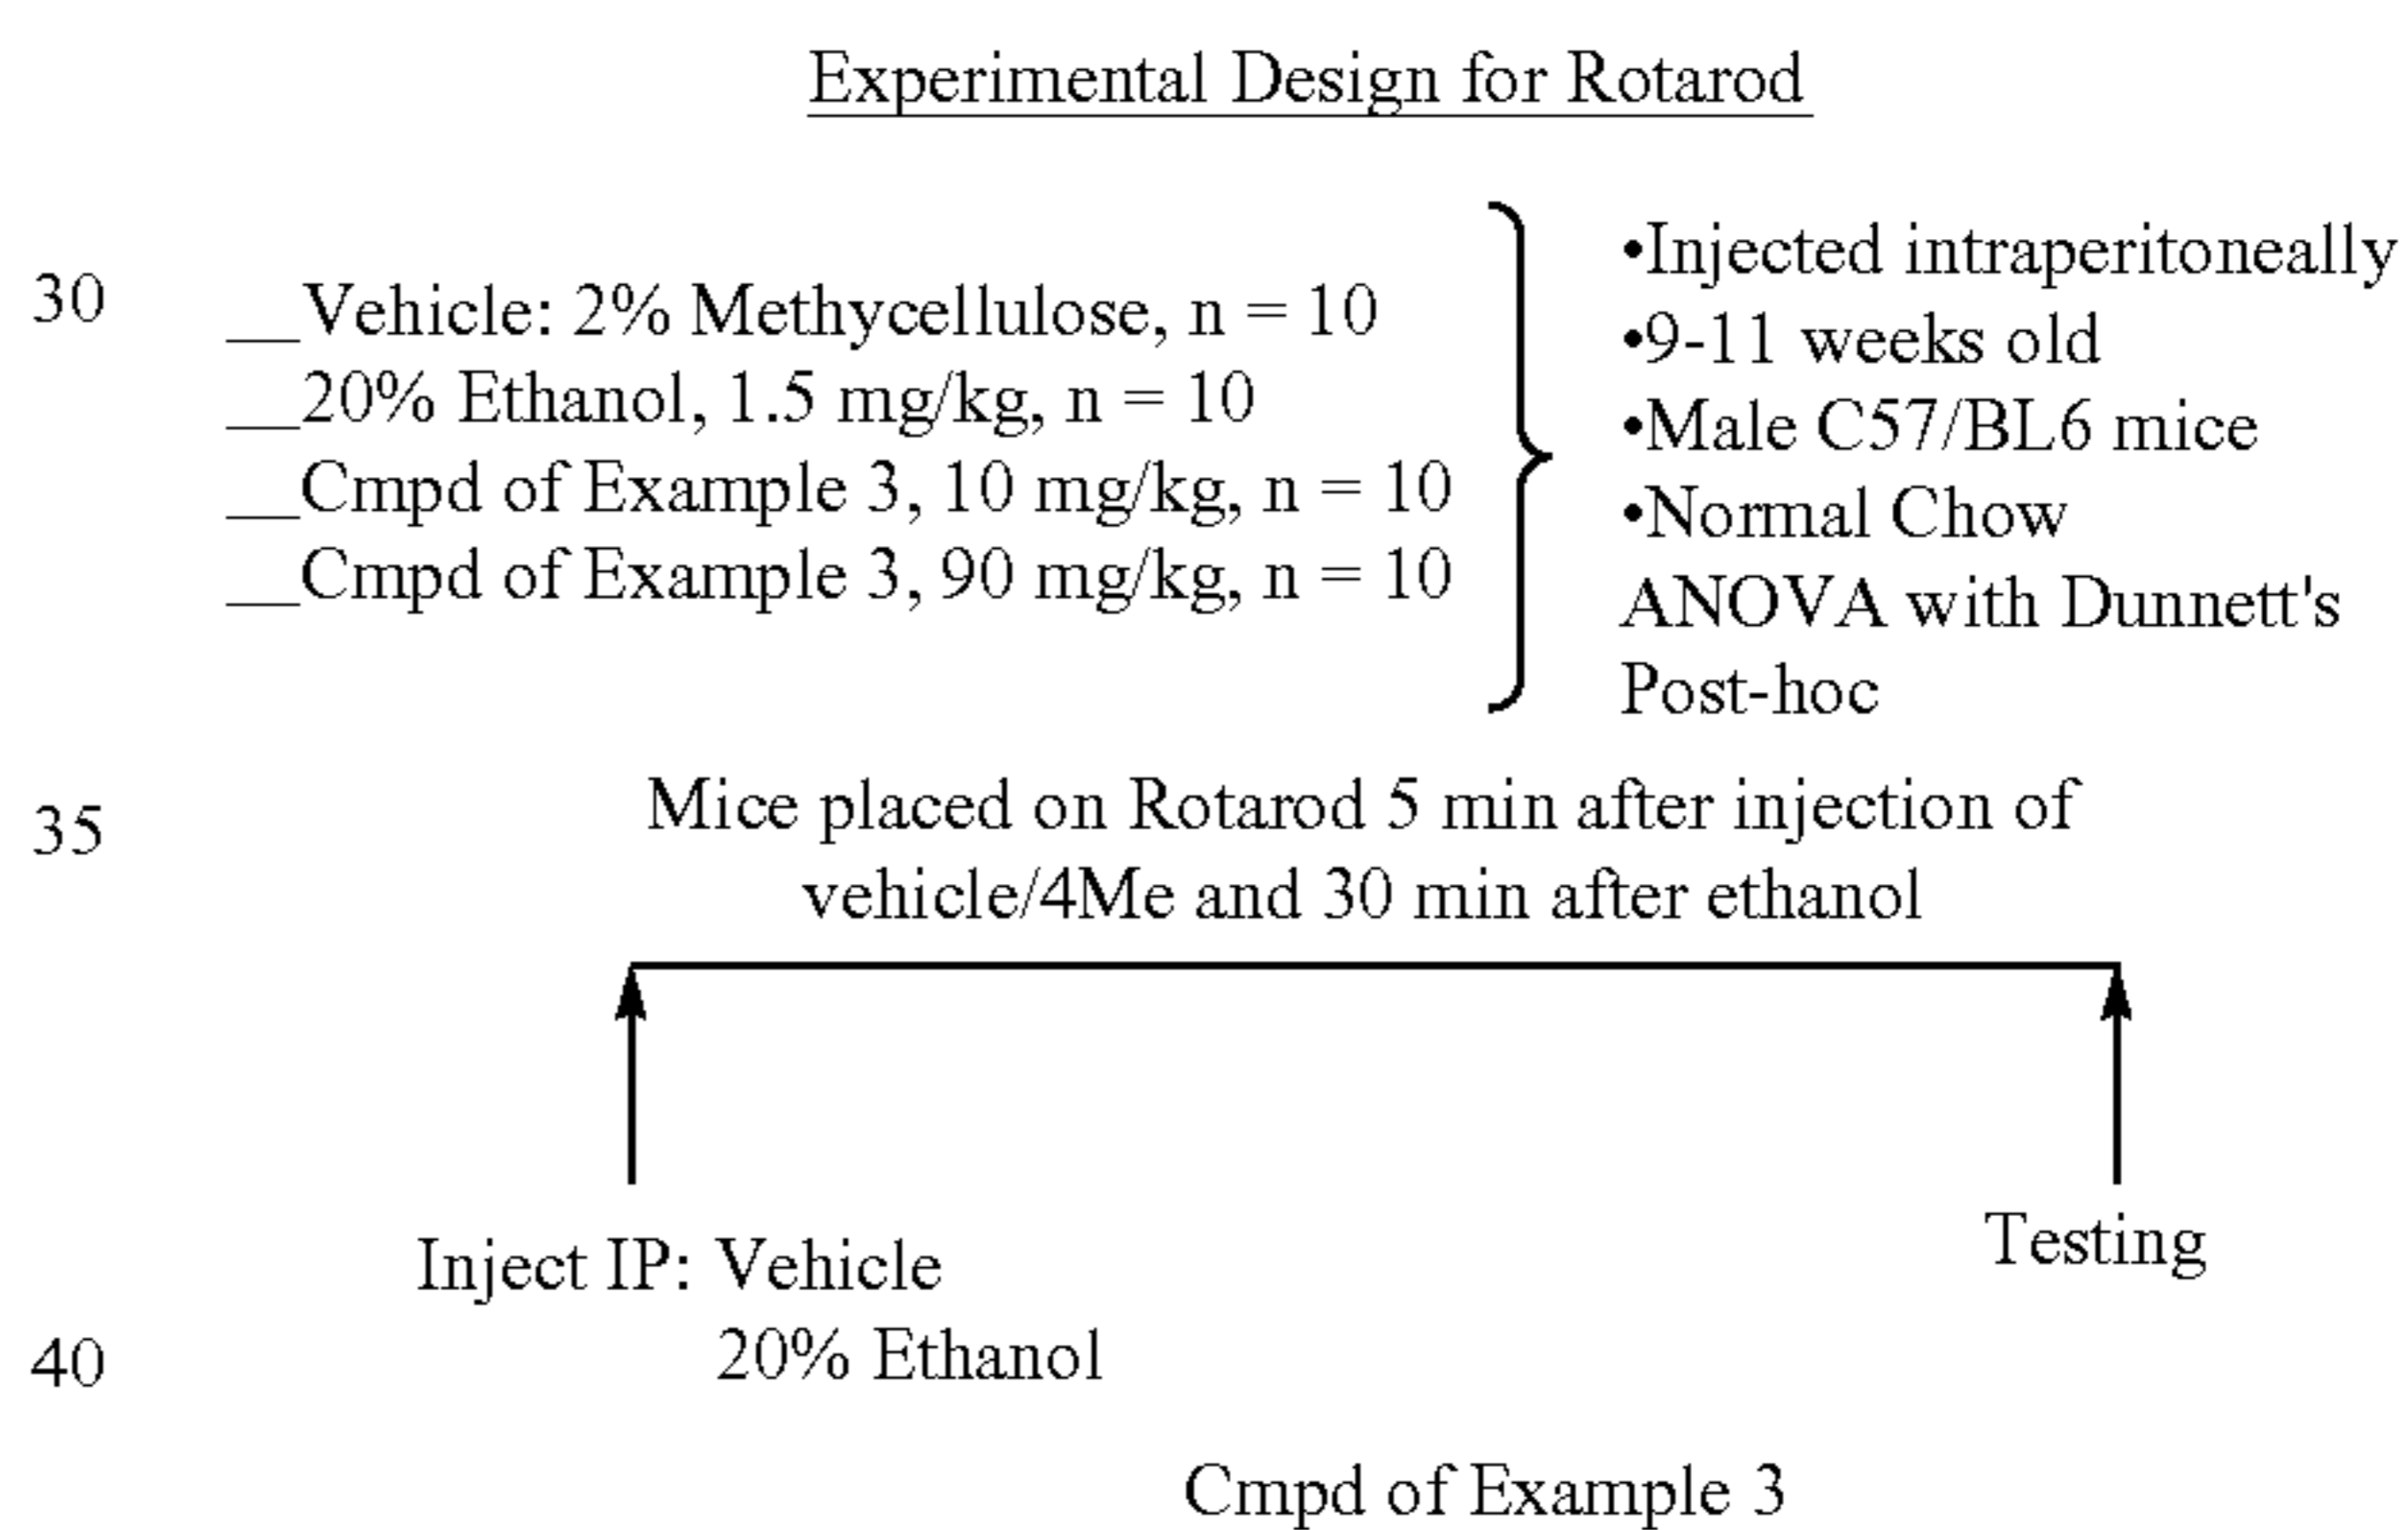 Experimental Design for Rotarod
30
__Vehicle: 2% Methycellulose, n = 10
__20% Ethanol, 1.5 mg/kg, n = 10
__Cmpd of Example 3, 10 mg/kg, n = 10
__Cmpd of Example 3, 90 mg/kg, n = 10
•Injected intraperitoneally
•9-11 weeks old
•Male C57/BL6 mice
•Normal Chow
ANOVA with Dunnett's
Post-hoc
35
Mice placed on Rotarod 5 min after injection of
vehicle/4Me and 30 min after ethanol
Inject IP: Vehicle
20% Ethanol
Testing
40
Cmpd of Example 3